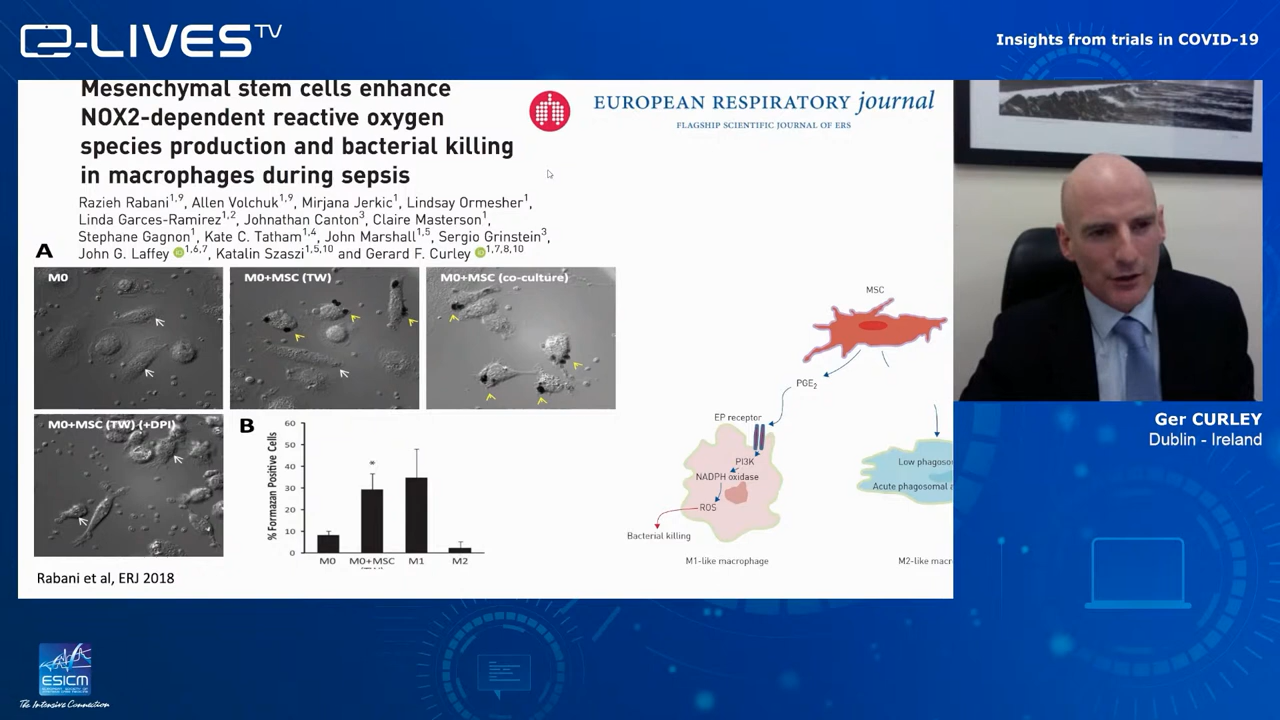 e-LIVES TV
Insights from trials in COVID-19
Mesenchymal stem cells enhance
NOX2-dependent reactive oxygen
species production and bacterial killing
in macrophages during sepsis
EUROPEAN RESPIRATORY journal
FLAGSHIP SCIENTIFIC JOURNAL OF ERS
Razieh Rabani1,9, Allen Volchuk1,9, Mirjana Jerkic1, Lindsay Ormesher1,
Linda Garces-Ramirez1,2, Johnathan Canton3, Claire Masterson1,
Stephane Gagnon1, Kate C. Tatham1,4, John Marshall1,5, Sergio Grinstein3,
John G. Laffey 1,6,7, Katalin Szaszi1,5,10 and Gerard F. Curley 1,7,8,10
A
M0
M0+MSC (TW)
M0+MSC (co-culture)
M0+MSC (TW) (+DPI)
B
% Formazan Positive Cells
60
50
40
30
20
10
0
*
M0
M0+MSC
M1
M2
MSC
PGE2
EP receptor
PI3K
NADPH oxidase
ROS
Bacterial killing
M1-like macrophage
Low phagoso
Acute phagosomal a
M2-like macr
Rabani et al, ERJ 2018
Ger CURLEY
Dublin - Ireland
ESICM
The Intensive Connection